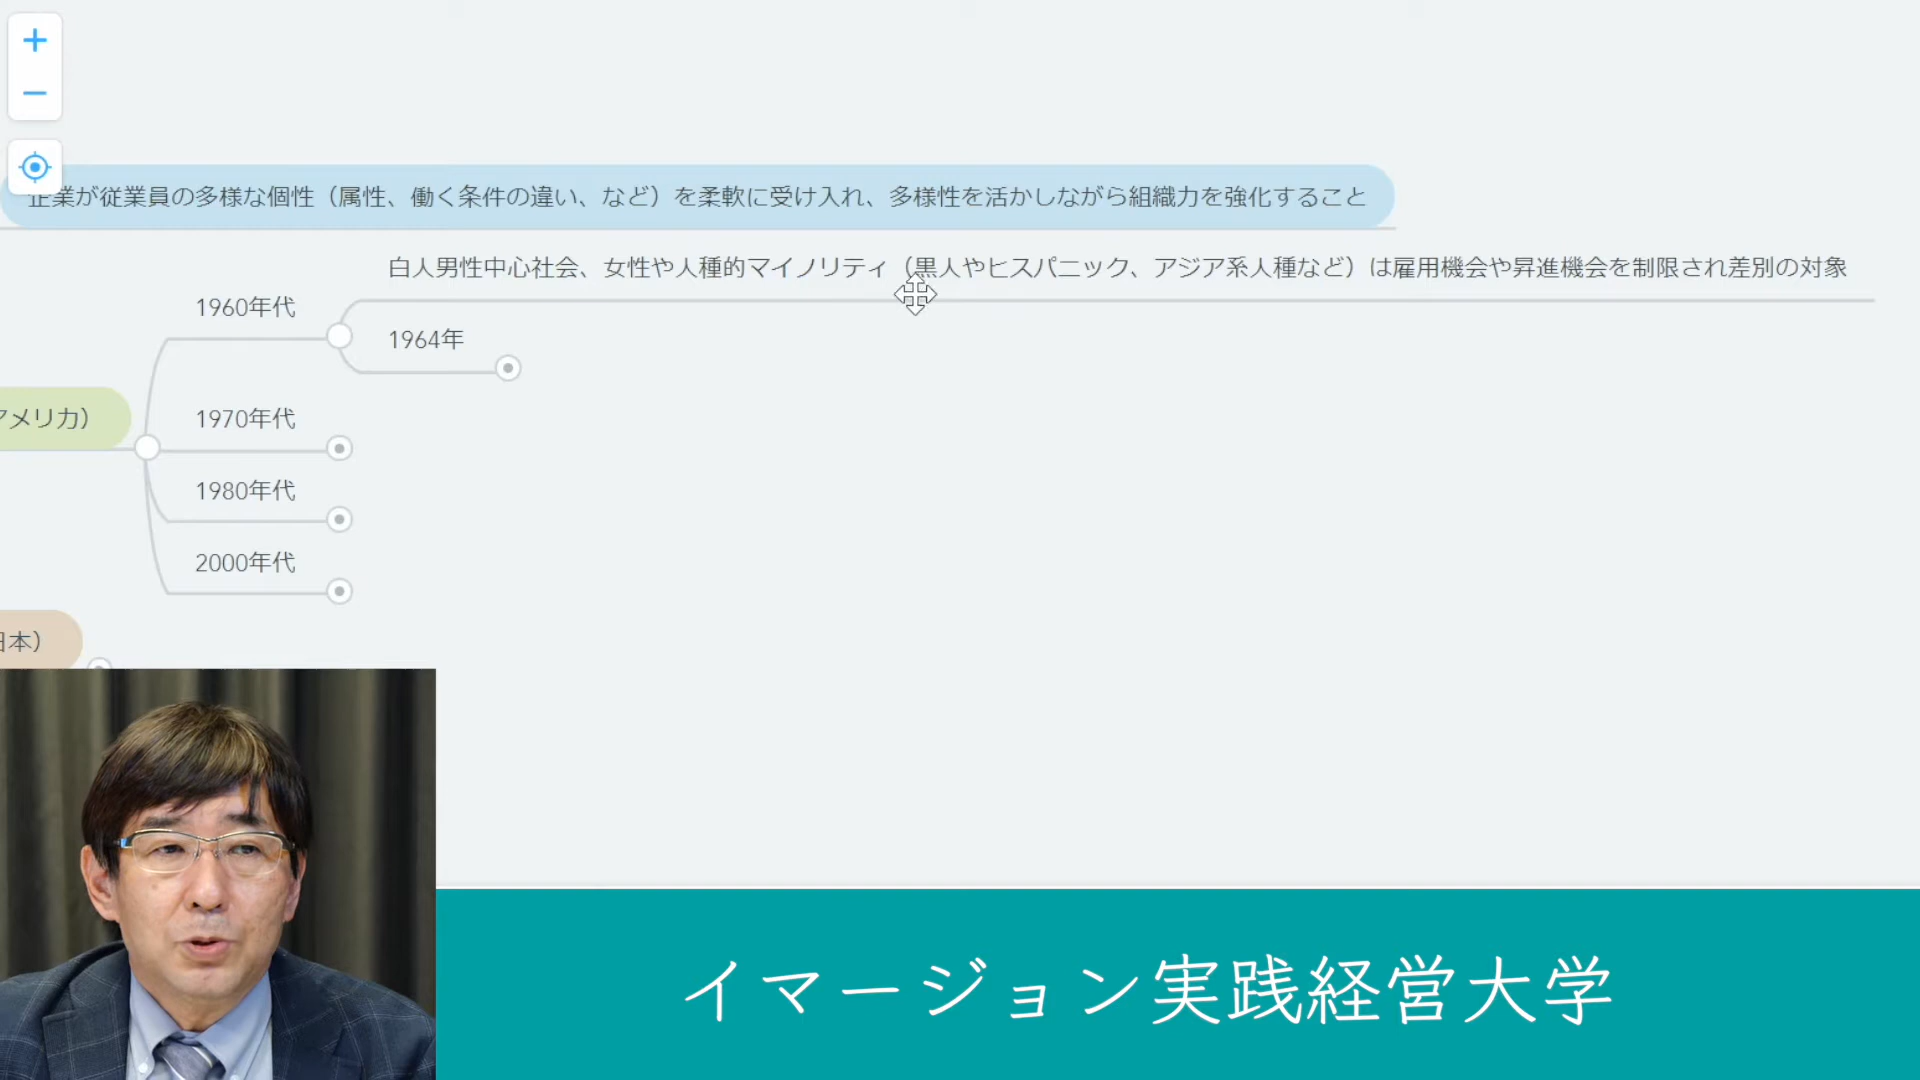 企業が従業員の多様な個性（属性、働く条件の違い、など）を柔軟に受け入れ、多様性を活かしながら組織力を強化すること
白人男性中心社会、女性や人種的マイノリティ（黒人やヒスパニック、アジア系人種など）は雇用機会や昇進機会を制限され差別の対象
1960年代
1964年
アメリカ）
1970年代
1980年代
2000年代
日本）
イマージョン実践経営大学